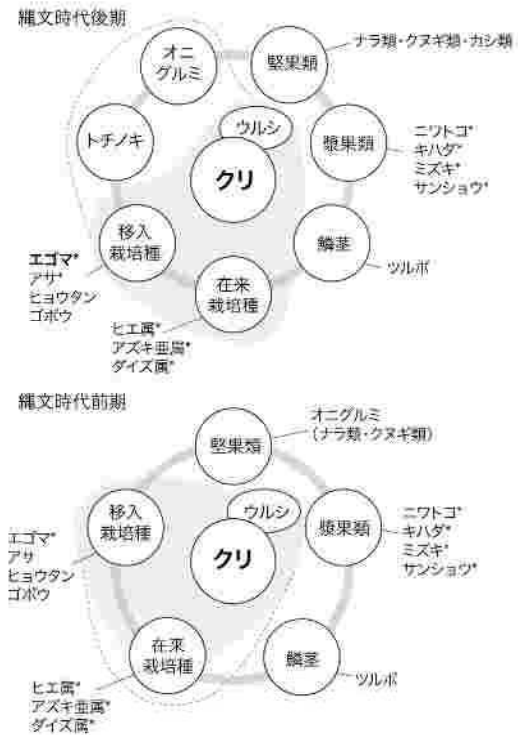 縄文時代後期
オニ
グルミ
堅果類
ナラ類・クヌギ類・カシ類
トチノキ
ウルシ
クリ
漿果類
ニワトコ*
キハダ*
ミズキ*
サンショウ*
移入
栽培種
エゴマ*
アサ*
ヒョウタン
ゴボウ
在来
栽培種
ヒエ属*
アズキ亜属*
ダイズ属*
鱗茎
ツルボ
縄文時代前期
堅果類
オニグルミ
(ナラ類・クヌギ類)
移入
栽培種
エゴマ*
アサ
ヒョウタン
ゴボウ
ウルシ
クリ
漿果類
ニワトコ*
キハダ*
ミズキ*
サンショウ*
在来
栽培種
ヒエ属*
アズキ亜属*
ダイズ属*
鱗茎
ツルボ